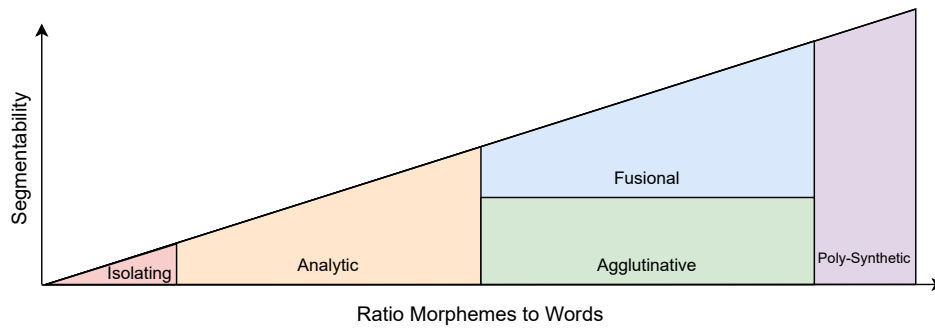 Segmentability
Fusional
Isolating
Analytic
Agglutinative
Poly-Synthetic
Ratio Morphemes to Words